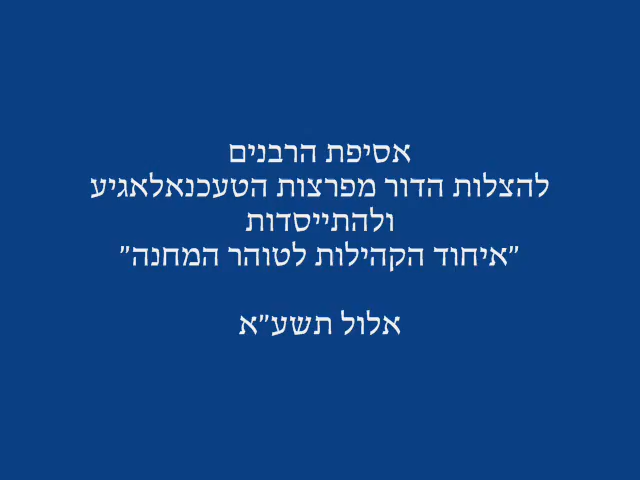 אסיפת הרבנים
להצלות הדור מפרצות הטעכנאלאגיע
ולהתייסדות
"איחוד הקהילות לטוהר המחנה"
אלול תשע"א